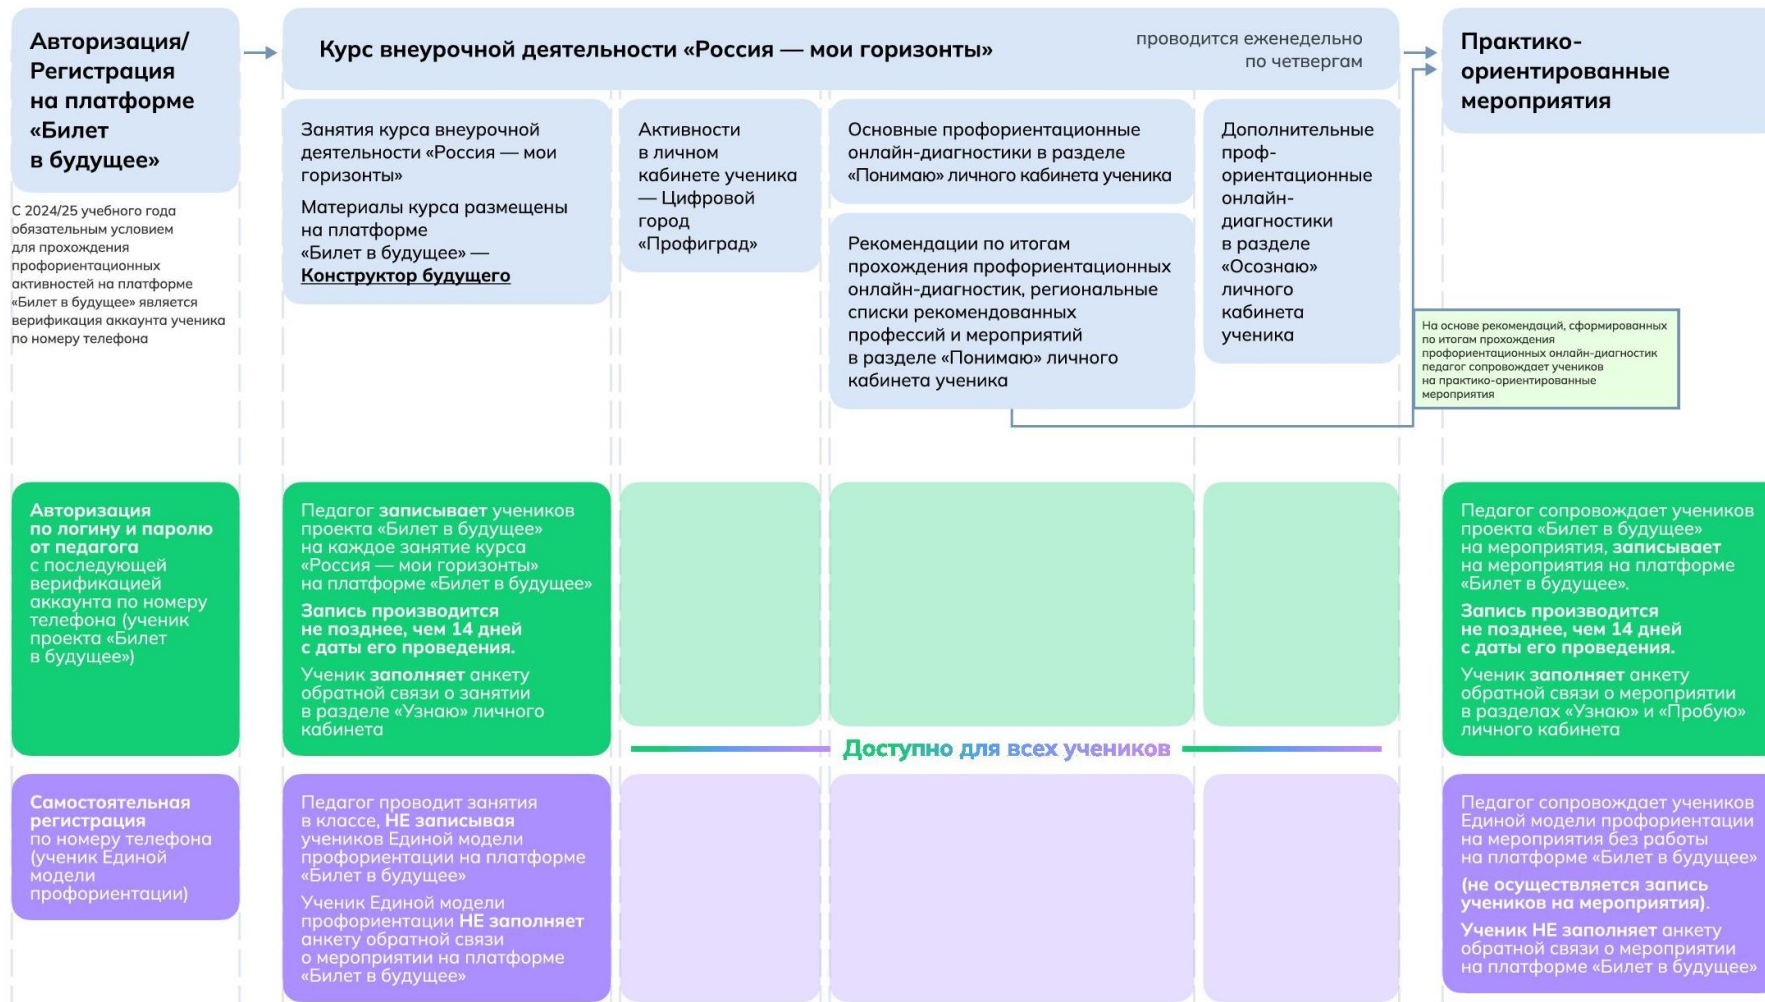 Авторизация/
Регистрация
на платформе
«Билет
в будущее»
С 2024/25 учебного года
обязательным условием
для прохождения
профориентационных
активностей на платформе
«Билет в будущее» является
верификация аккаунта ученика
по номеру телефона
Курс внеурочной деятельности «Россия — мои горизонты»
проводится еженедельно
по четвергам
Занятия курса внеурочной
деятельности «Россия — мои
горизонты»
Материалы курса размещены
на платформе
«Билет в будущее» —
Конструктор будущего
Активности
в личном
кабинете ученика
— Цифровой
город
«Профиград»
Основные профориентационные
онлайн-диагностики в разделе
«Понимаю» личного кабинета ученика
Рекомендации по итогам
прохождения профориентационных
онлайн-диагностик, региональные
списки рекомендованных
профессий и мероприятий
в разделе «Понимаю» личного
кабинета ученика
Дополнительные
проф-
ориентационные
онлайн-
диагностики
в разделе
«Осознаю»
личного
кабинета
ученика
Практико-
ориентированные
мероприятия
На основе рекомендаций, сформированных
по итогам прохождения
профориентационных онлайн-диагностик
педагог сопровождает учеников
на практико-ориентированные
мероприятия
Авторизация
по логину и паролю
от педагога
с последующей
верификацией
аккаунта по номеру
телефона (ученик
проекта «Билет
в будущее»)
Педагог записывает учеников
проекта «Билет в будущее»
на каждое занятие курса
«Россия — мои горизонты»
на платформе «Билет в будущее»
Запись производится
не позднее, чем 14 дней
с даты его проведения.
Ученик заполняет анкету
обратной связи о занятии
в разделе «Узнаю» личного
кабинета
Педагог сопровождает учеников
проекта «Билет в будущее»
на мероприятия, записывает
на мероприятия на платформе
«Билет в будущее».
Запись производится
не позднее, чем 14 дней
с даты его проведения.
Ученик заполняет анкету
обратной связи о мероприятии
в разделах «Узнаю» и «Пробую»
личного кабинета
Доступно для всех учеников
Самостоятельная
регистрация
по номеру телефона
(ученик Единой
модели
профориентации)
Педагог проводит занятия
в классе, НЕ записывая
учеников Единой модели
профориентации на платформе
«Билет в будущее»
Ученик Единой модели
профориентации НЕ заполняет
анкету обратной связи
о мероприятии на платформе
«Билет в будущее»
Педагог сопровождает учеников
Единой модели профориентации
на мероприятия без работы
на платформе «Билет в будущее»
(не осуществляется запись
учеников на мероприятия).
Ученик НЕ заполняет анкету
обратной связи о мероприятии
на платформе «Билет в будущее»